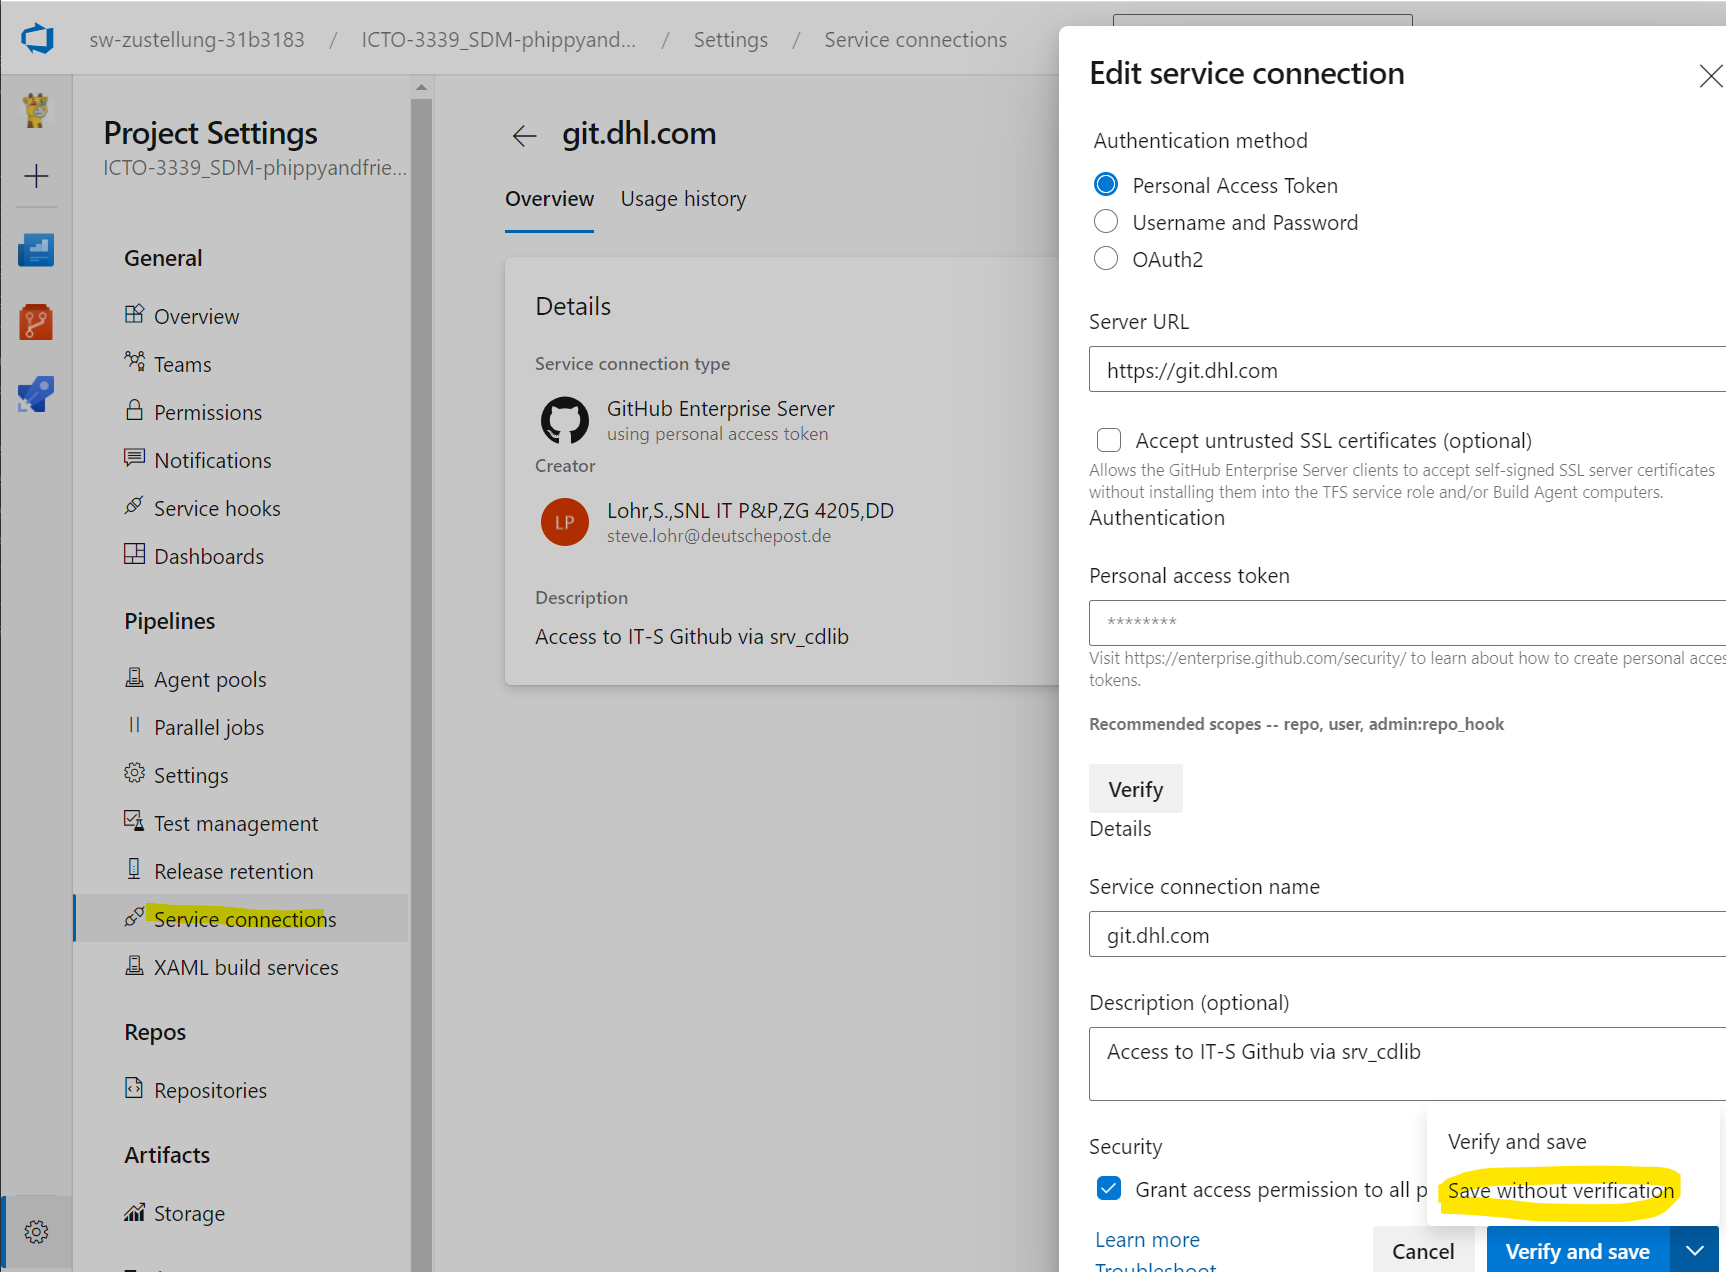 sw-zustellung-31b3183 / ICTO-3339_SDM-phippyand... / Settings / Service connections
Project Settings
ICTO-3339_SDM-phippyandfrie...
General
Overview
Teams
Permissions
Notifications
Service hooks
Dashboards
Pipelines
Agent pools
Parallel jobs
Settings
Test management
Release retention
Service connections
XAML build services
Repos
Repositories
Artifacts
Storage
git.dhl.com
Overview Usage history
Details
Service connection type
GitHub Enterprise Server
using personal access token
Creator
LP
Lohr,S.,SNL IT P&P,ZG 4205,DD
steve.lohr@deutschepost.de
Description
Access to IT-S Github via srv_cdlib
Edit service connection
Authentication method
Personal Access Token
Username and Password
OAuth2
Server URL
https://git.dhl.com
Accept untrusted SSL certificates (optional)
Allows the GitHub Enterprise Server clients to accept self-signed SSL server certificates
without installing them into the TFS service role and/or Build Agent computers.
Authentication
Personal access token
********
Visit https://enterprise.github.com/security/ to learn about how to create personal acces
tokens.
Recommended scopes -- repo, user, admin:repo_hook
Verify
Details
Service connection name
git.dhl.com
Description (optional)
Access to IT-S Github via srv_cdlib
Security
Grant access permission to all p
Verify and save
Save without verification
Learn more
Troubleshoot
Cancel
Verify and save